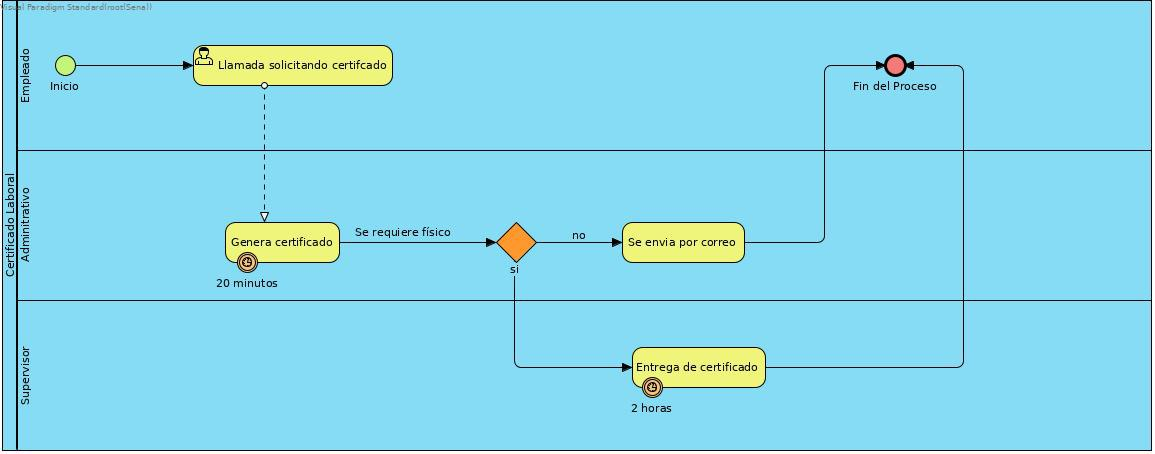 Visual Paradigm Standard(root(Sena))
Certificado Laboral
Empleado
Inicio
Llamada solicitando certifcado
Fin del Proceso
Adminitrativo
Genera certificado
20 minutos
Se requiere físico
si
no
Se envia por correo
Supervisor
Entrega de certificado
2 horas